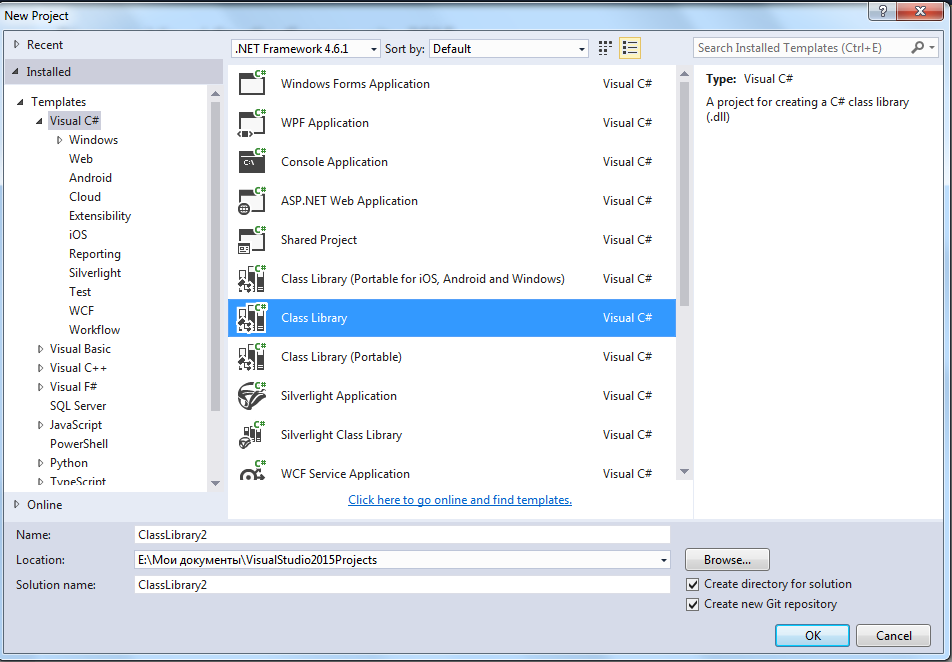 New Project
?
Recent
Installed
Templates
Visual C#
Windows
Web
Android
Cloud
Extensibility
iOS
Reporting
Silverlight
Test
WCF
Workflow
Visual Basic
Visual C++
Visual F#
SQL Server
JavaScript
PowerShell
Python
TypeScript
Online
.NET Framework 4.6.1 Sort by: Default
Windows Forms Application Visual C#
WPF Application Visual C#
Console Application Visual C#
ASP.NET Web Application Visual C#
Shared Project Visual C#
Class Library (Portable for iOS, Android and Windows) Visual C#
Class Library Visual C#
Class Library (Portable) Visual C#
Silverlight Application Visual C#
Silverlight Class Library Visual C#
WCF Service Application Visual C#
Click here to go online and find templates.
Search Installed Templates (Ctrl+E)
Type: Visual C#
A project for creating a C# class library
(.dll)
Name: ClassLibrary2
Location: E:\Мои документы\VisualStudio2015Projects Browse...
Solution name: ClassLibrary2
Create directory for solution
Create new Git repository
OK Cancel